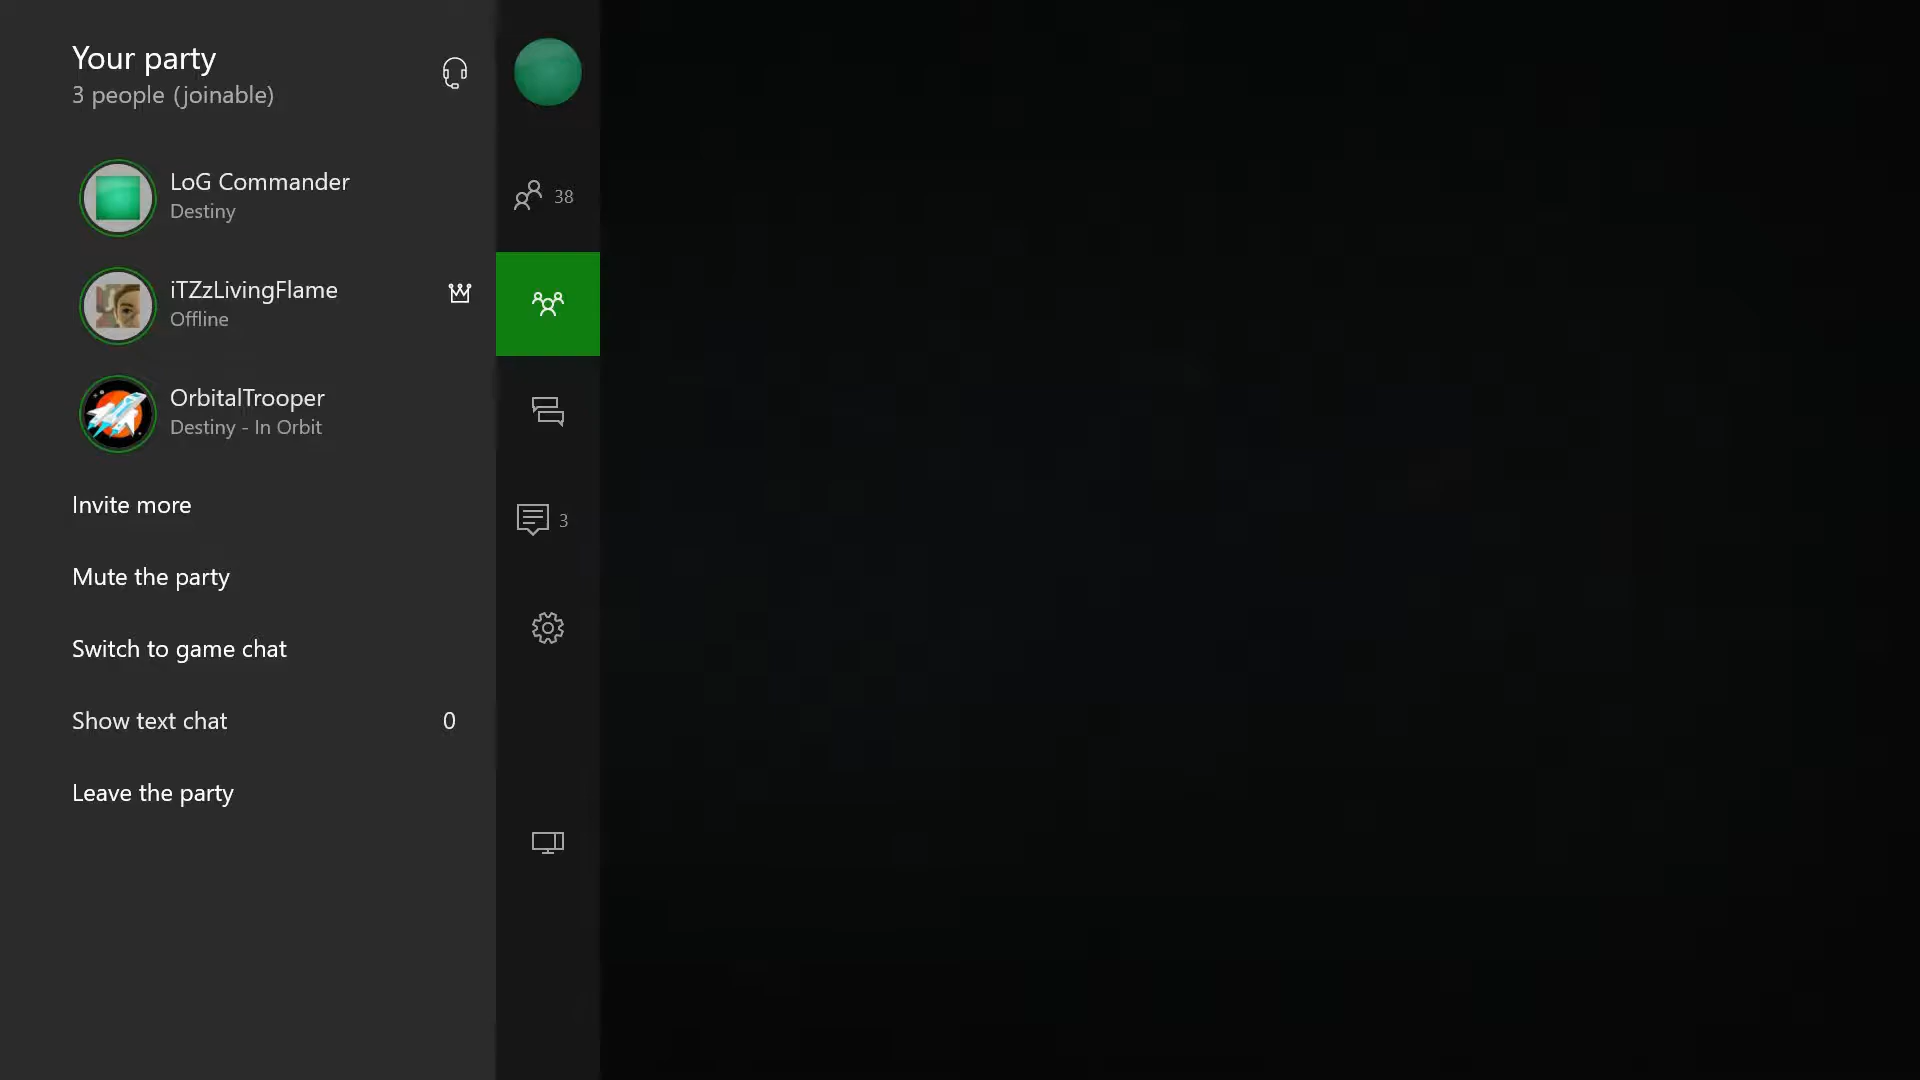 Your party
3 people (joinable)
LoG Commander
Destiny
iTZzLivingFlame
Offline
OrbitalTrooper
Destiny - In Orbit
Invite more
Mute the party
Switch to game chat
Show text chat 0
Leave the party
38
3